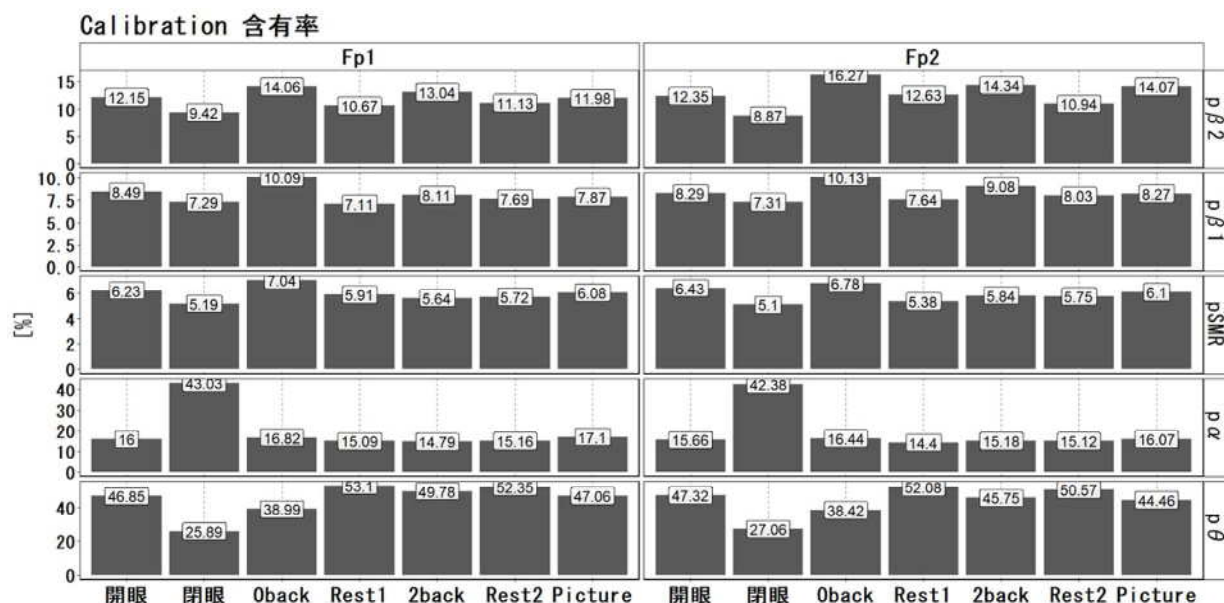 Calibration 含有率
Fp1 Fp2
15 12.15 9.42 14.06 10.67 13.04 11.13 11.98 12.35 8.87 16.27 12.63 14.34 10.94 14.07 pβ2
10
5
0
10.0 8.49 7.29 10.09 7.11 8.11 7.69 7.87 8.29 7.31 10.13 7.64 9.08 8.03 8.27 pβ1
7.5
5.0
2.5
0.0
6 6.23 5.19 7.04 5.91 5.64 5.72 6.08 6.43 5.1 6.78 5.38 5.84 5.75 6.1 pSMR
4
2
0
[%]
40 16 43.03 16.82 15.09 14.79 15.16 17.1 15.66 42.38 16.44 14.4 15.18 15.12 16.07 pα
30
20
10
0
40 46.85 25.89 38.99 53.1 49.78 52.35 47.06 47.32 27.06 38.42 52.08 45.75 50.57 44.46 pθ
20
0
開眼 閉眼 0back Rest1 2back Rest2 Picture 開眼 閉眼 0back Rest1 2back Rest2 Picture